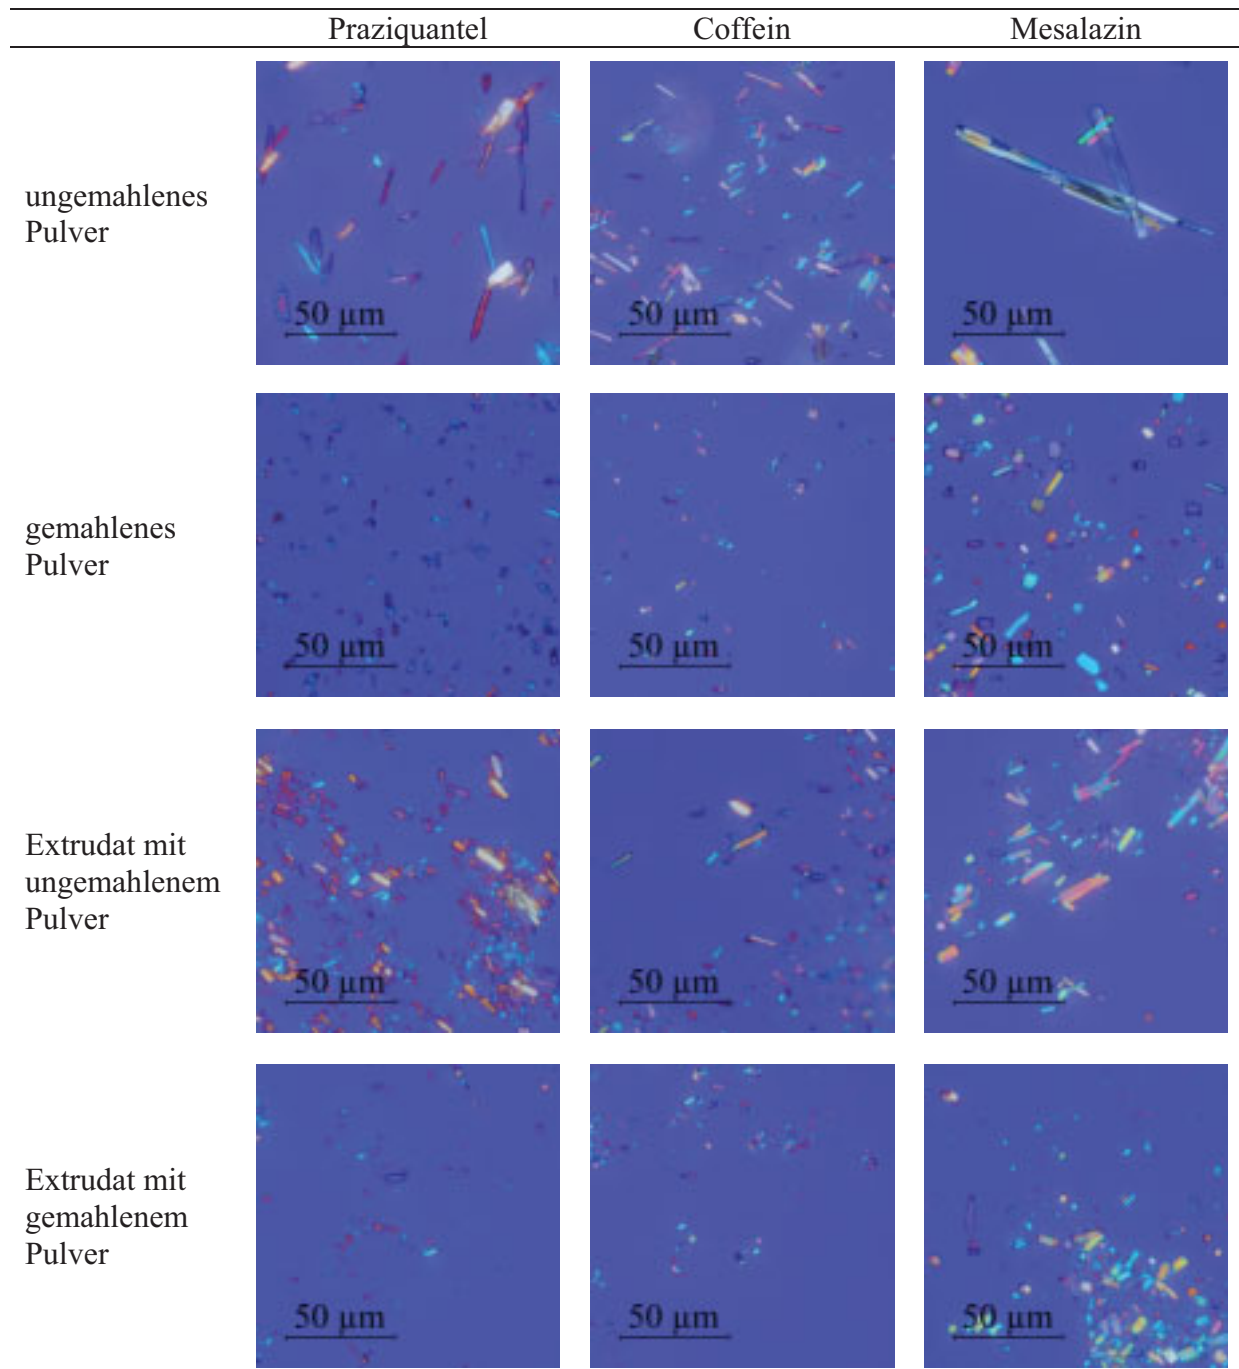 Praziquantel Coffein Mesalazin
ungemahlenes
Pulver
50 µm 50 µm 50 µm
gemahlenes
Pulver
50 µm 50 µm 50 µm
Extrudat mit
ungemahlenem
Pulver
50 µm 50 µm 50 µm
Extrudat mit
gemahlenem
Pulver
50 µm 50 µm 50 µm